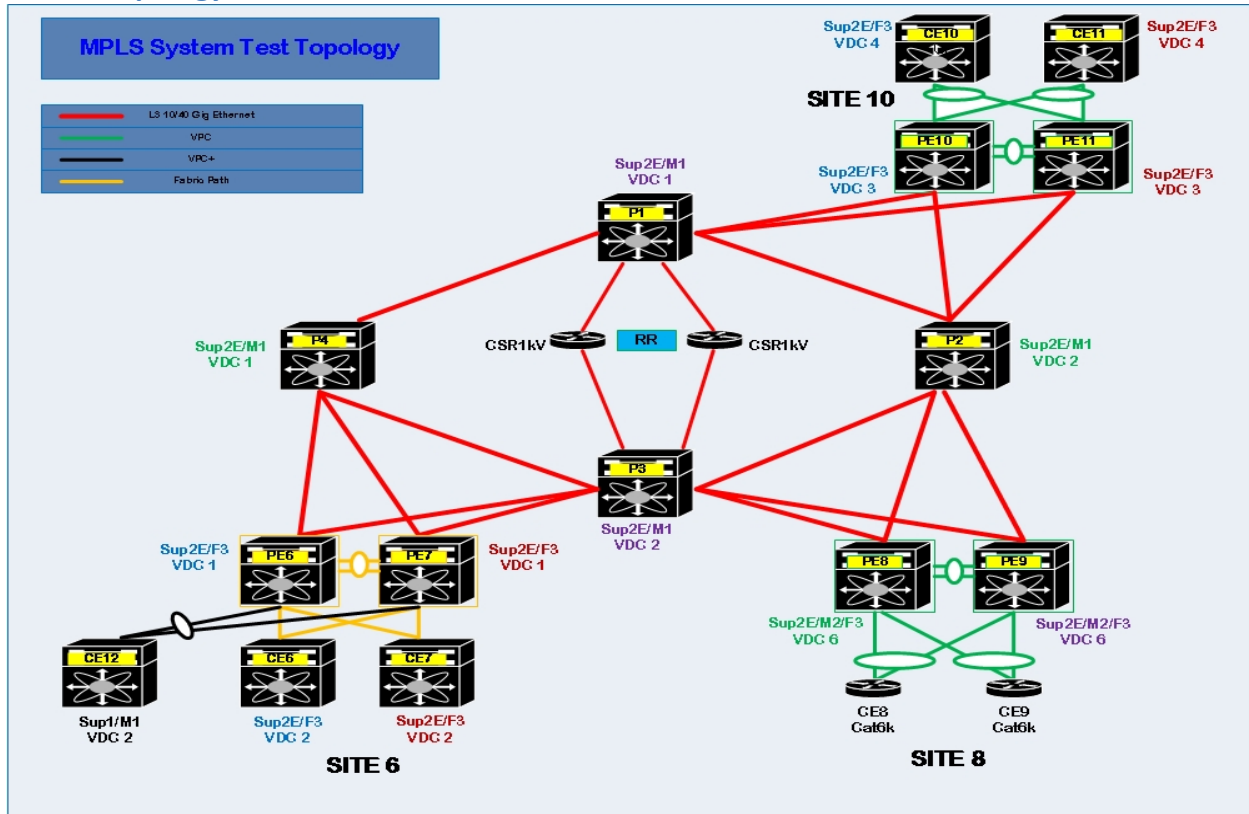 MPLS System Test Topology
L3 10/40 Gig Ethernet
VPC
VPC+
Fabric Path
Sup2E/F3
VDC 4
CE10
CE11
Sup2E/F3
VDC 4
SITE 10
PE10
PE11
Sup2E/F3
VDC 3
Sup2E/F3
VDC 3
Sup2E/M1
VDC 1
P1
Sup2E/M1
VDC 1
P4
CSR1kV
RR
CSR1kV
P2
Sup2E/M1
VDC 2
P3
Sup2E/M1
VDC 2
Sup2E/F3
VDC 1
PE6
PE7
Sup2E/F3
VDC 1
PE8
PE9
Sup2E/M2/F3
VDC 6
Sup2E/M2/F3
VDC 6
CE12
CE6
CE7
Sup1/M1
VDC 2
Sup2E/F3
VDC 2
Sup2E/F3
VDC 2
SITE 6
CE8
Cat6k
CE9
Cat6k
SITE 8